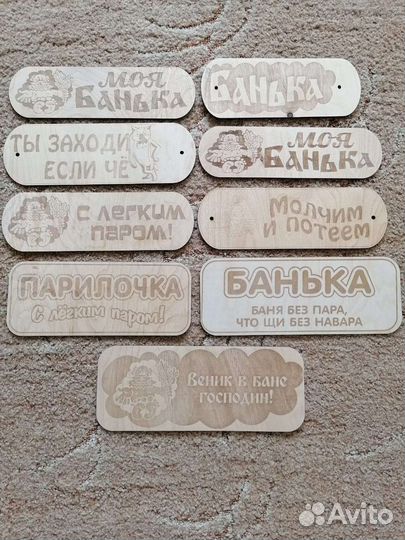 МОЯ
БАНЬКА
БАНЬКА
ТЫ ЗАХОДИ
ЕСЛИ ЧЁ
МОЯ
БАНЬКА
С ЛЕГКИМ
ПАРОМ!
МОЛЧИМ
И ПОТЕЕМ
ПАРИЛОЧКА
С лёгким паром!
БАНЬКА
БАНЯ БЕЗ ПАРА,
ЧТО ЩИ БЕЗ НАВАРА
Веник в бане
господин!
Avito